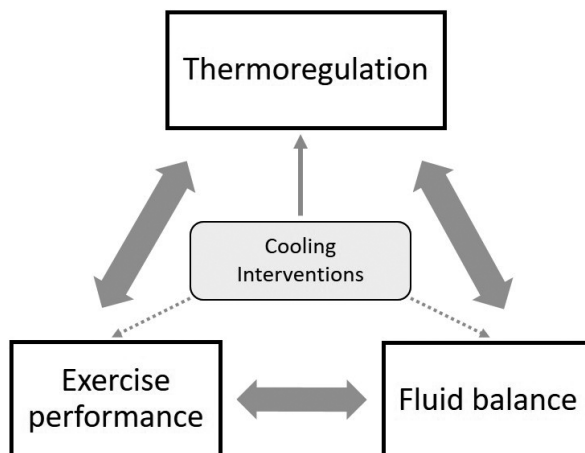 Thermoregulation
Cooling
Interventions
Exercise
performance
Fluid balance